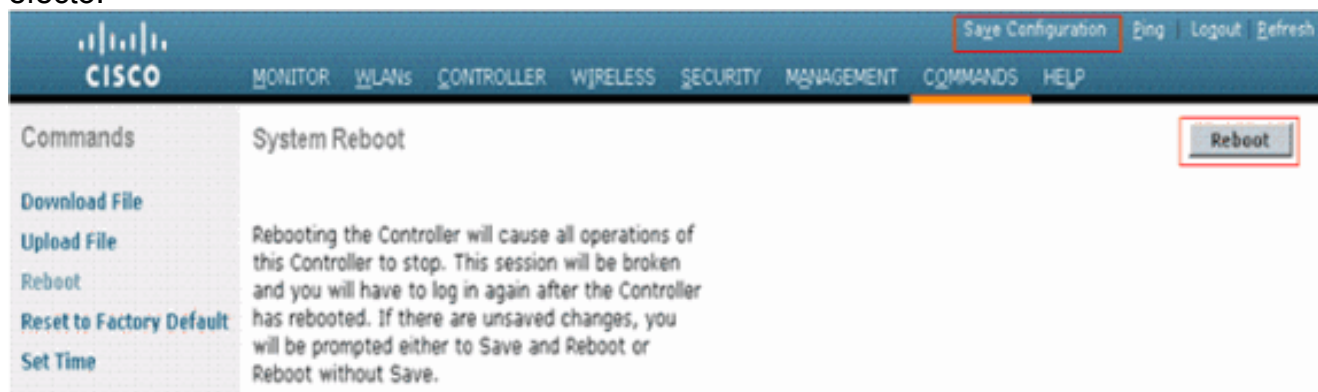 efecto.
Save Configuration Ping Logout Refresh
CISCO
MONITOR WLANs CONTROLLER WIRELESS SECURITY MANAGEMENT COMMANDS HELP
Commands
Download File
Upload File
Reboot
Reset to Factory Default
Set Time
System Reboot
Reboot
Rebooting the Controller will cause all operations of
this Controller to stop. This session will be broken
and you will have to log in again after the Controller
has rebooted. If there are unsaved changes, you
will be prompted either to Save and Reboot or
Reboot without Save.